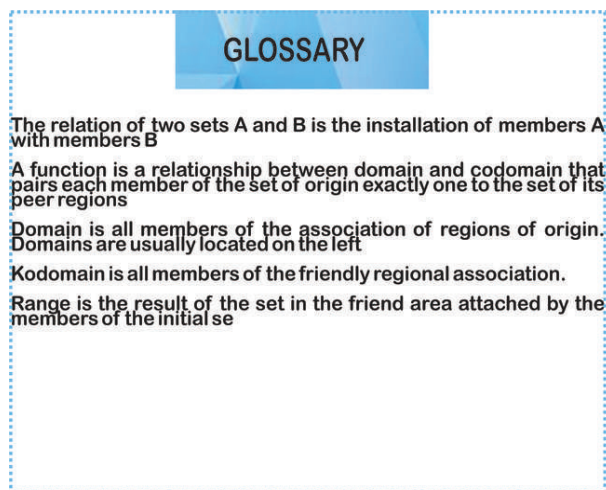 GLOSSARY
The relation of two sets A and B is the installation of members A
with members B
A function is a relationship between domain and codomain that
pairs each member of the set of origin exactly one to the set of its
peer regions
Domain is all members of the association of regions of origin.
Domains are usually located on the left
Kodomain is all members of the friendly regional association.
Range is the result of the set in the friend area attached by the
members of the initial se